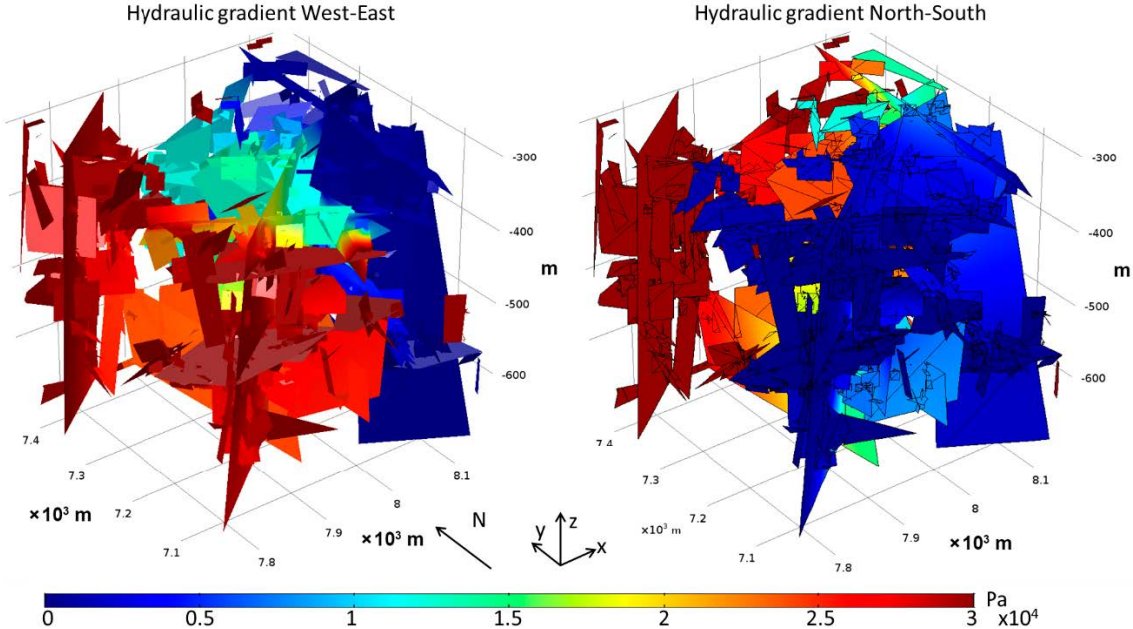 Hydraulic gradient West-East
Hydraulic gradient North-South
-300
-400
m
-500
-600
8.1
8
7.9
×10³ m
7.8
7.4
7.3
7.2
7.1
×10³ m
-300
-400
m
-500
-600
8.1
8
7.9
×10³ m
7.8
7.4
7.3
7.2
7.1
×10³ m
N
z
y
x
Pa
0 0.5 1 1.5 2 2.5 3 x10⁴